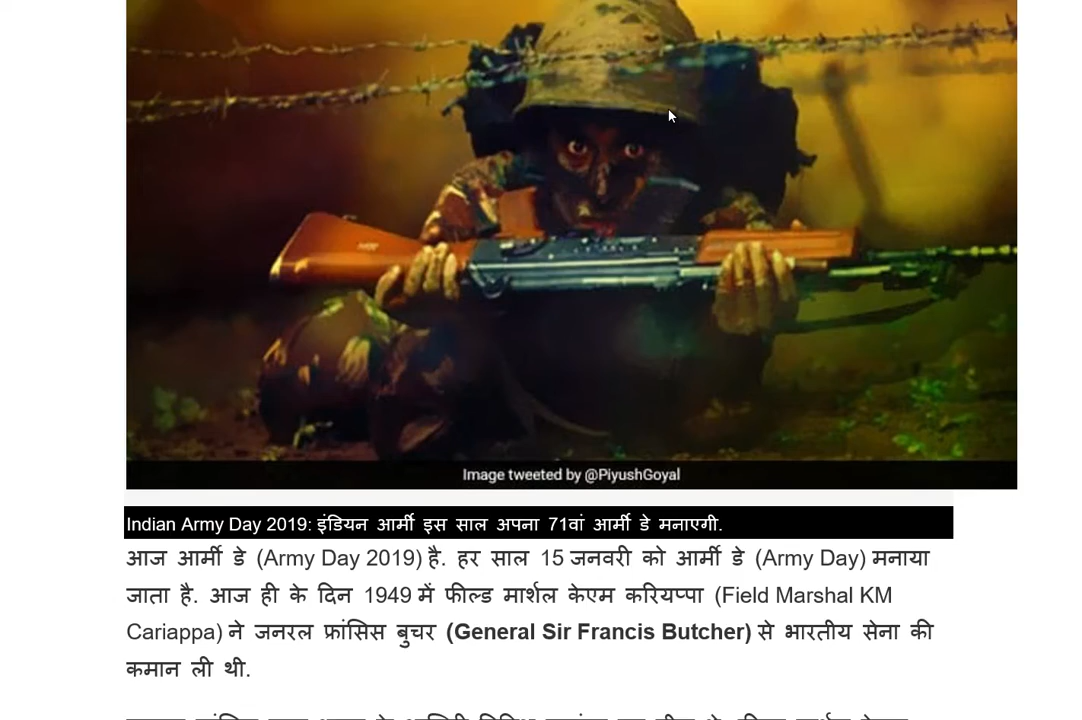 Image tweeted by @PiyushGoyal
Indian Army Day 2019: इंडियन आर्मी इस साल अपना 71वां आर्मी डे मनाएगी.
आज आर्मी डे (Army Day 2019) है. हर साल 15 जनवरी को आर्मी डे (Army Day) मनाया
जाता है. आज ही के दिन 1949 में फील्ड मार्शल केएम करियप्पा (Field Marshal KM
Cariappa) ने जनरल फ्रांसिस बुचर (General Sir Francis Butcher) से भारतीय सेना की
कमान ली थी.